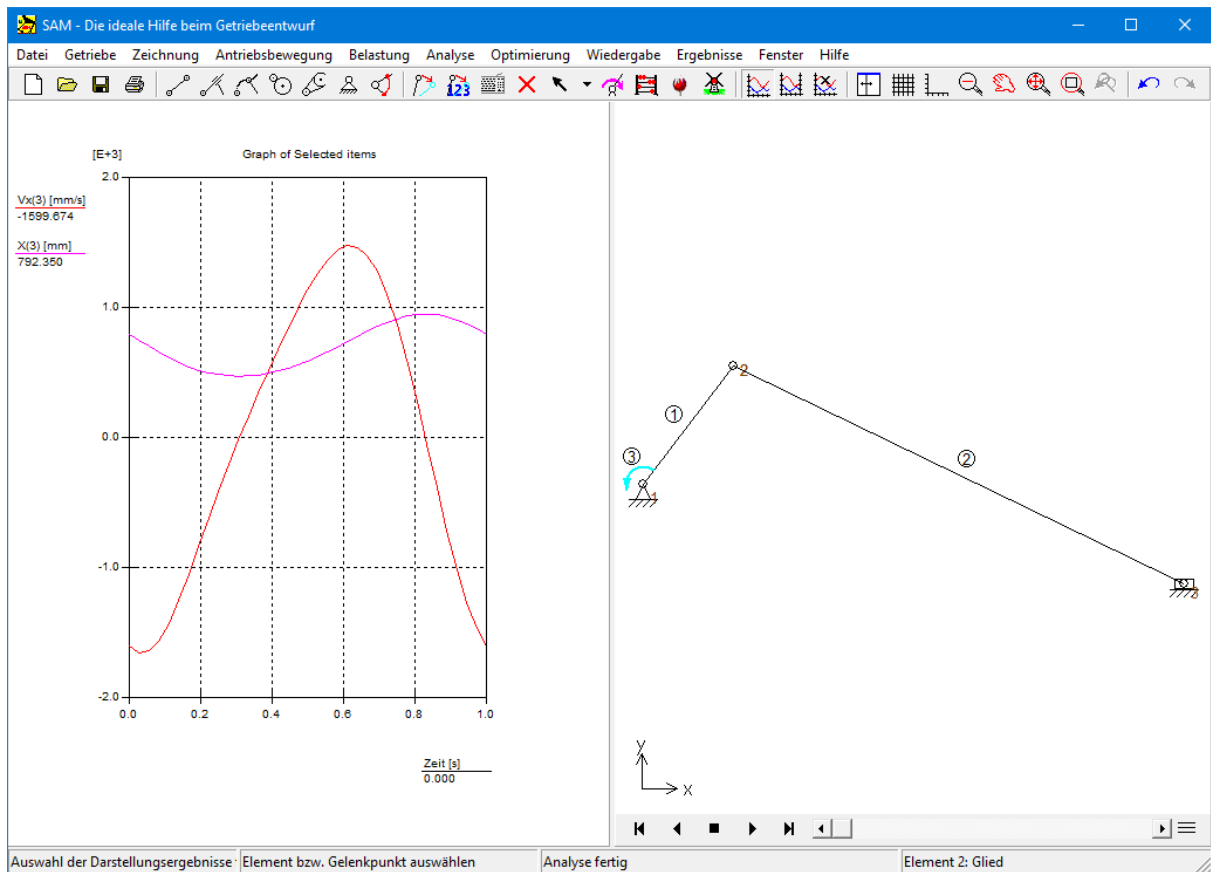 SAM - Die ideale Hilfe beim Getriebeentwurf
Datei Getriebe Zeichnung Antriebsbewegung Belastung Analyse Optimierung Wiedergabe Ergebnisse Fenster Hilfe
123
[E+3] Graph of Selected items
2.0
Vx(3) [mm/s]
-1599.674
X(3) [mm]
792.350
1.0
0.0
-1.0
-2.0
0.0 0.2 0.4 0.6 0.8 1.0
Zeit [s]
0.000
2
1
2
3
1
3
y
x
Auswahl der Darstellungsergebnisse Element bzw. Gelenkpunkt auswählen Analyse fertig Element 2: Glied